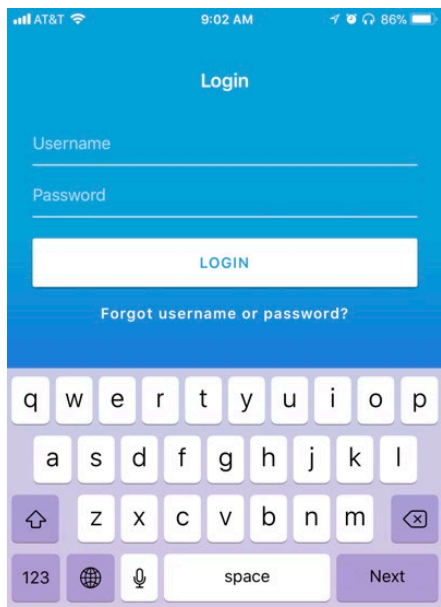 AT&T 9:02 AM 86%
Login
Username
Password
LOGIN
Forgot username or password?
q w e r t y u i o p
a s d f g h j k l
z x c v b n m
123 space Next